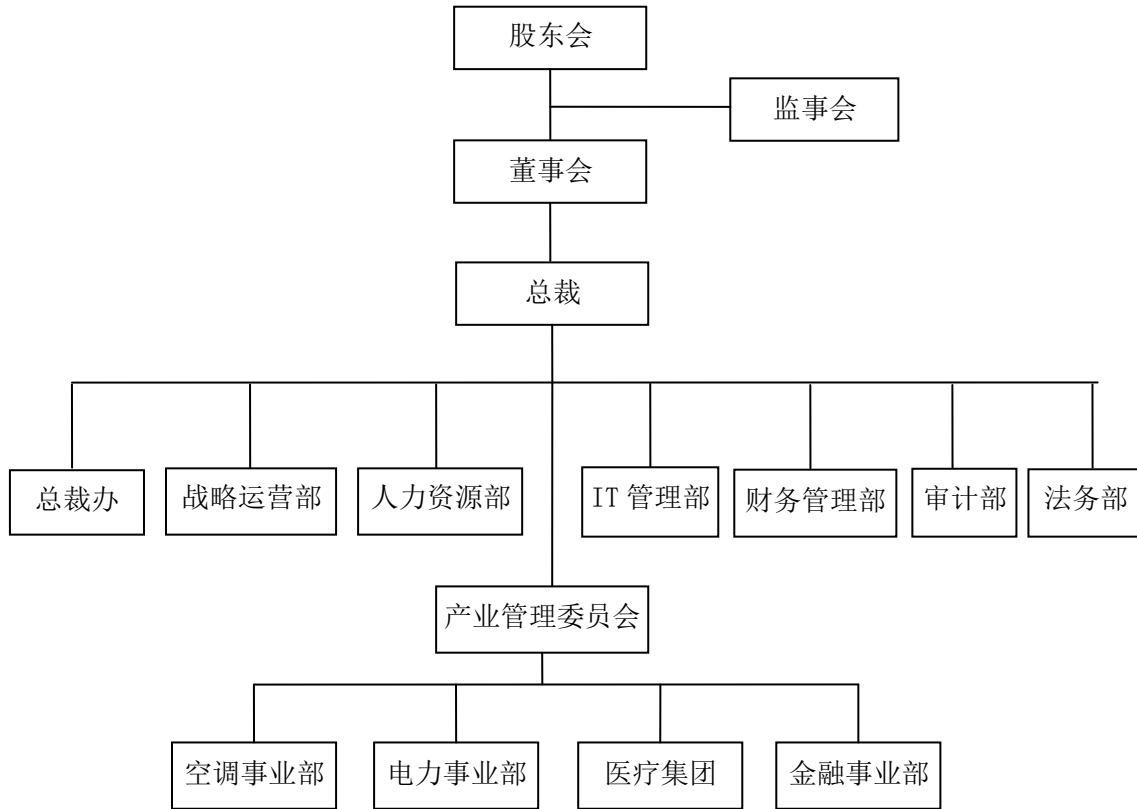 股东会
监事会
董事会
总裁
总裁办
战略运营部
人力资源部
IT 管理部
财务管理部
审计部
法务部
产业管理委员会
空调事业部
电力事业部
医疗集团
金融事业部